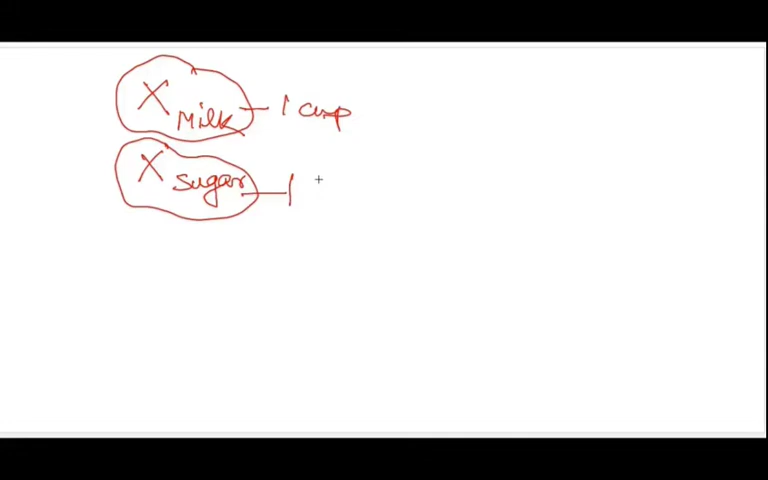 X Milk – 1 cup
X sugar – 1